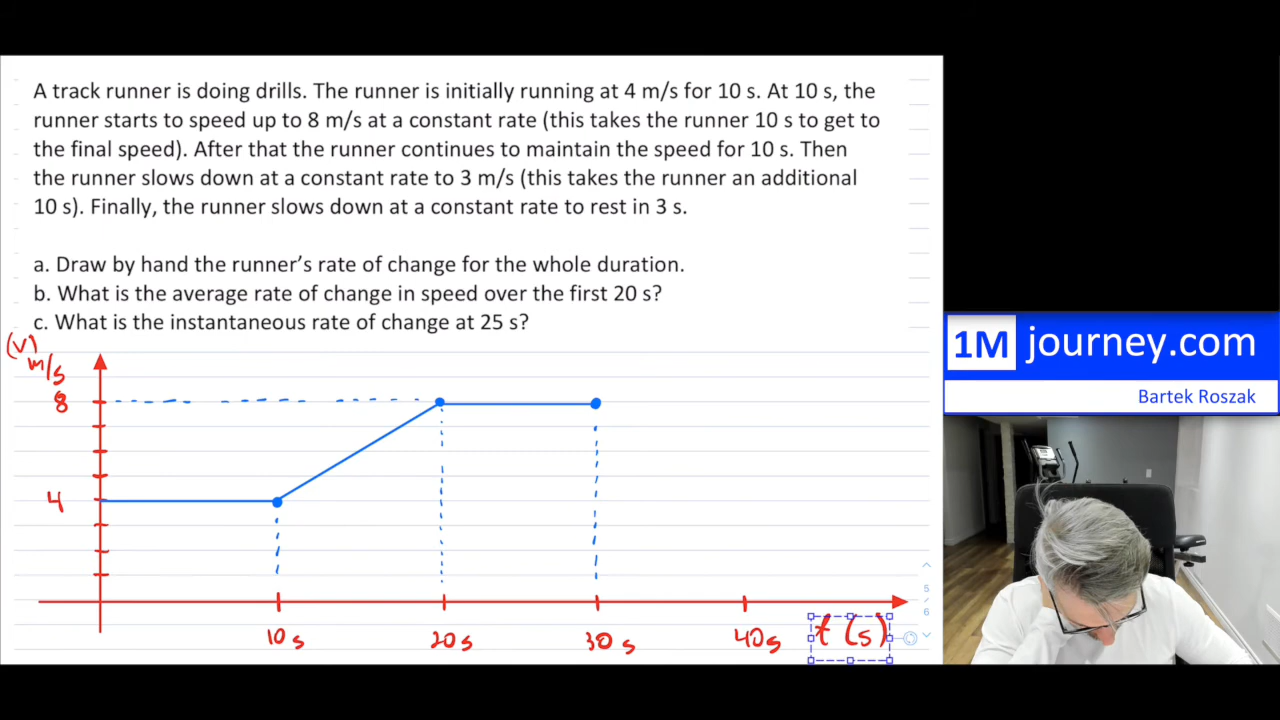 A track runner is doing drills. The runner is initially running at 4 m/s for 10 s. At 10 s, the
runner starts to speed up to 8 m/s at a constant rate (this takes the runner 10 s to get to
the final speed). After that the runner continues to maintain the speed for 10 s. Then
the runner slows down at a constant rate to 3 m/s (this takes the runner an additional
10 s). Finally, the runner slows down at a constant rate to rest in 3 s.
a. Draw by hand the runner's rate of change for the whole duration.
b. What is the average rate of change in speed over the first 20 s?
c. What is the instantaneous rate of change at 25 s?
(v)
m/s
8
4
10 s
20 s
30 s
40 s
t (s)
5
/
6
1M journey.com
Bartek Roszak